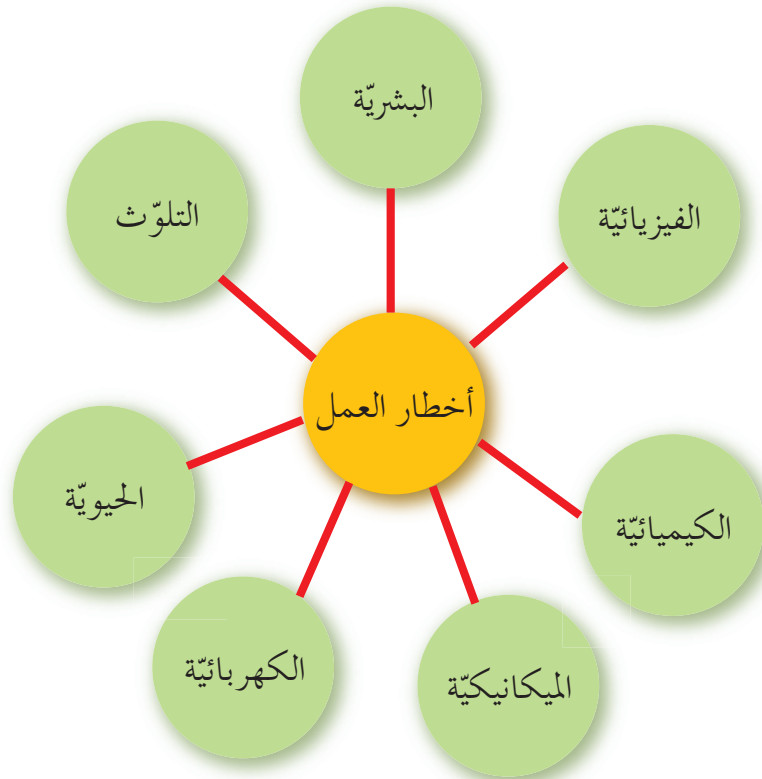 البشريّة
الفيزيائيّة
التلوّث
أخطار العمل
الحيويّة
الكيميائيّة
الكهربائيّة
الميكانيكيّة